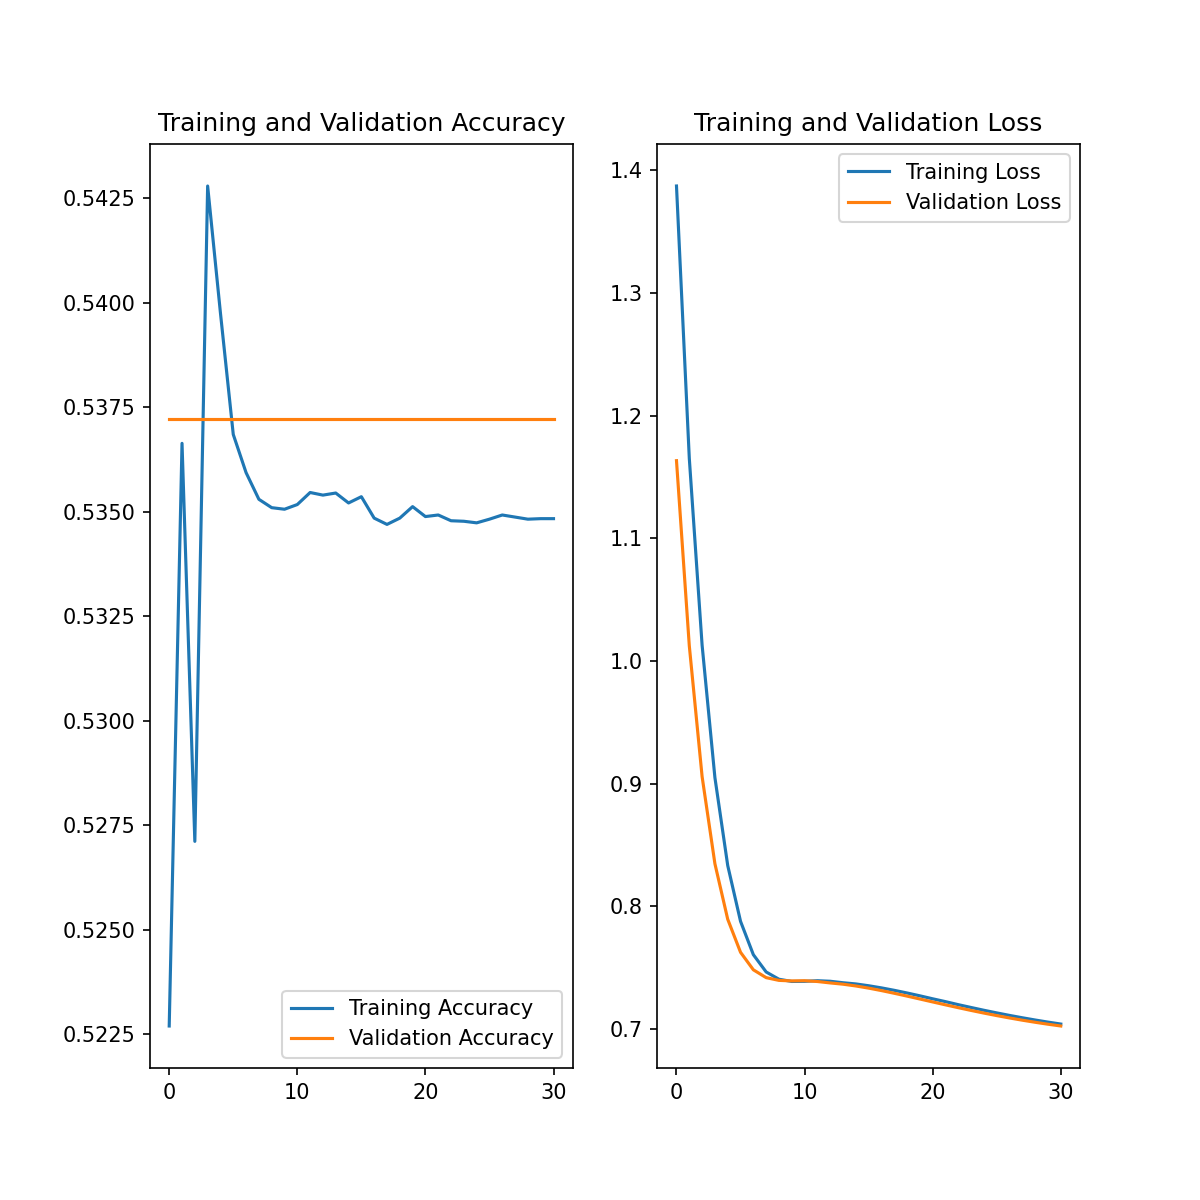 Training and Validation Accuracy
0.5425
0.5400
0.5375
0.5350
0.5325
0.5300
0.5275
0.5250
0.5225
0 10 20 30
Training Accuracy
Validation Accuracy
Training and Validation Loss
1.4
1.3
1.2
1.1
1.0
0.9
0.8
0.7
0 10 20 30
Training Loss
Validation Loss